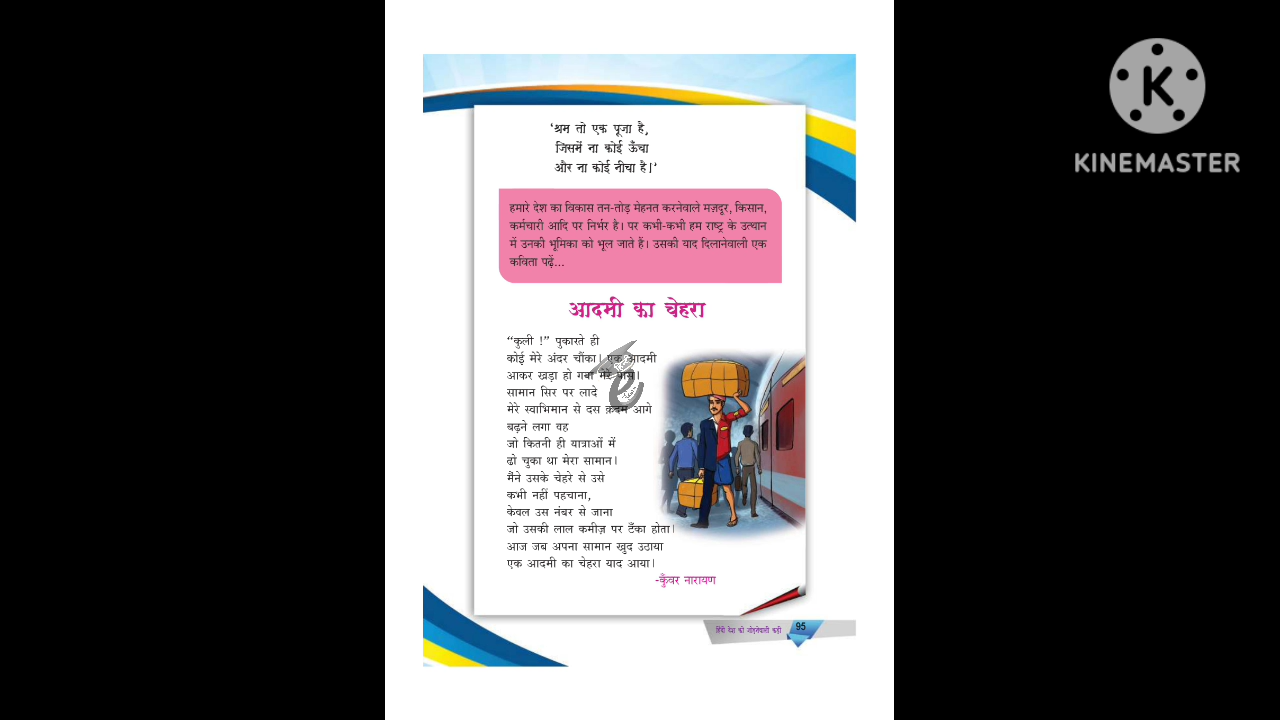 KINEMASTER
‘श्रम तो एक पूजा है,
जिसमें ना कोई ऊँचा
और ना कोई नीचा है।’
हमारे देश का विकास तन-तोड़ मेहनत करनेवाले मज़दूर, किसान,
कर्मचारी आदि पर निर्भर है। पर कभी-कभी हम राष्ट्र के उत्थान
में उनकी भूमिका को भूल जाते हैं। उसकी याद दिलानेवाली एक
कविता पढ़ें...
आदमी का चेहरा
“कुली !” पुकारते ही
कोई मेरे अंदर चौंका। एक आदमी
आकर खड़ा हो गया मेरे पास।
सामान सिर पर लादे
मेरे स्वाभिमान से दस क़दम आगे
बढ़ने लगा वह
जो कितनी ही यात्राओं में
ढो चुका था मेरा सामान।
मैंने उसके चेहरे से उसे
कभी नहीं पहचाना,
केवल उस नंबर से जाना
जो उसकी लाल कमीज़ पर टँका होता।
आज जब अपना सामान ख़ुद उठाया
एक आदमी का चेहरा याद आया।
-कुँवर नारायण
हिंदी देश को जोड़नेवाली कड़ी
95